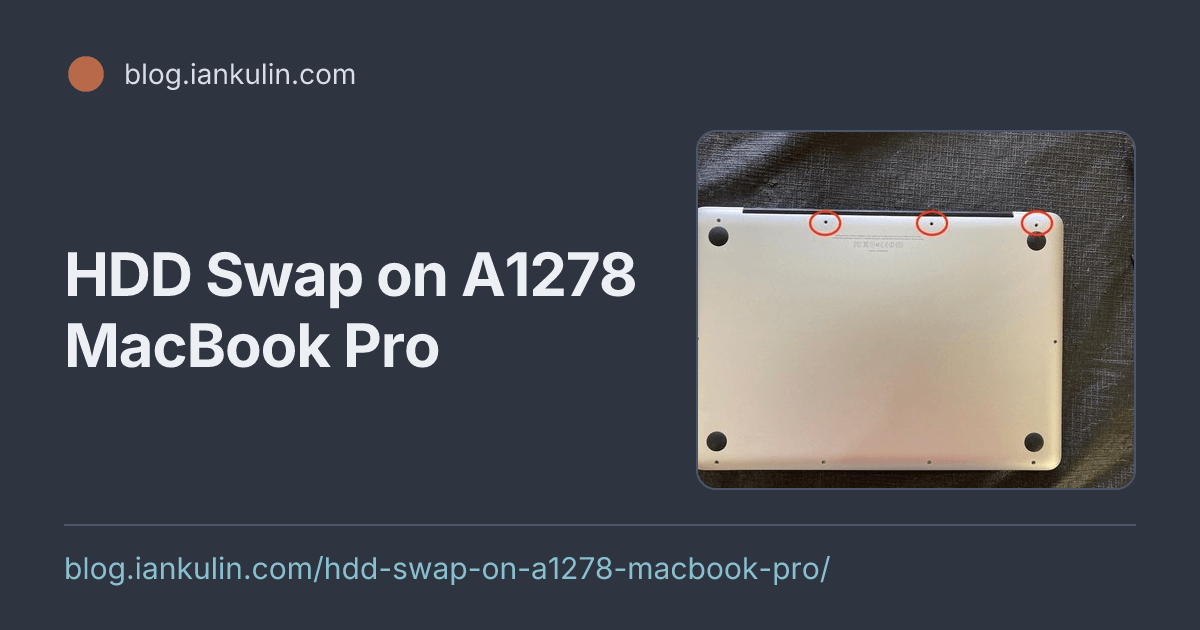 blog.iankulin.com
HDD Swap on A1278
MacBook Pro
blog.iankulin.com/hdd-swap-on-a1278-macbook-pro/